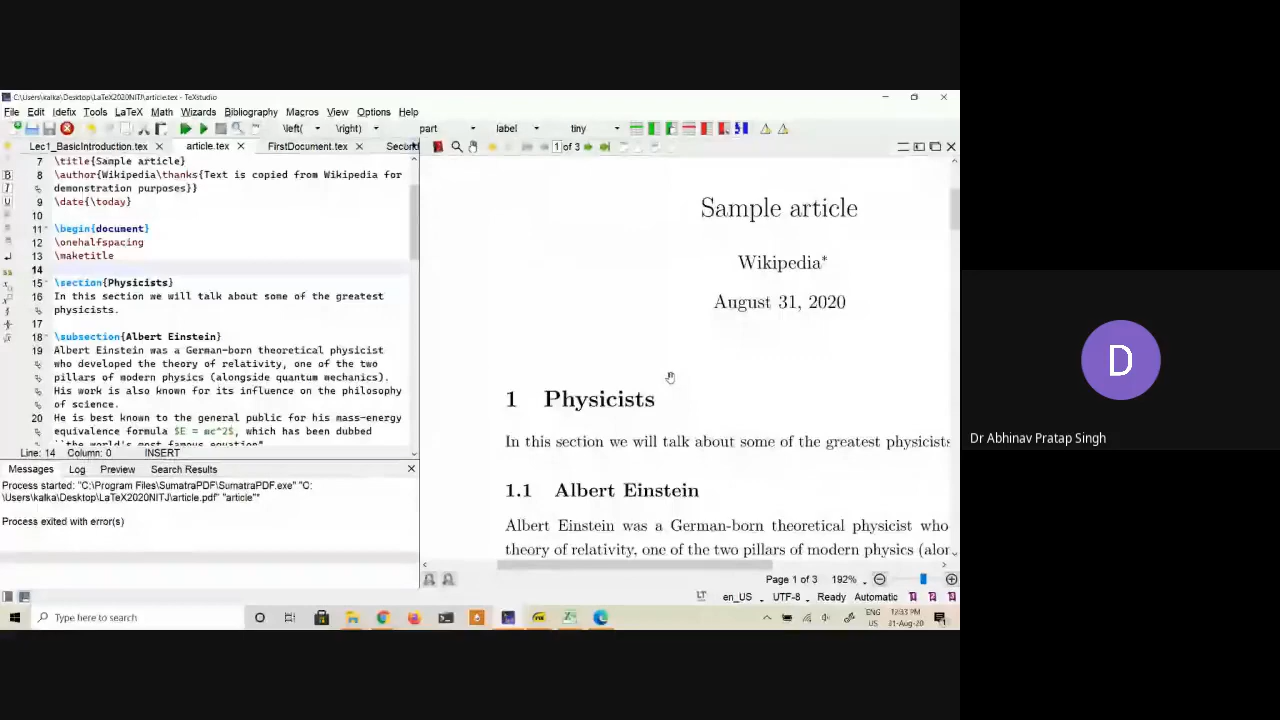 C:\Users\kalka\Desktop\LaTeX2020NITJ\article.tex - TeXstudio
File Edit Idefix Tools LaTeX Math Wizards Bibliography Macros View Options Help
\left( \right) part label tiny
Lec1_BasicIntroduction.tex article.tex FirstDocument.tex Second
1 of 3
7 \title{Sample article}
8 \author{Wikipedia\thanks{Text is copied from Wikipedia for
demonstration purposes}}
9 \date{\today}
10
11 \begin{document}
12 \onehalfspacing
13 \maketitle
14
15 \section{Physicists}
16 In this section we will talk about some of the greatest
physicists.
17
18 \subsection{Albert Einstein}
19 Albert Einstein was a German-born theoretical physicist
who developed the theory of relativity, one of the two
pillars of modern physics (alongside quantum mechanics).
His work is also known for its influence on the philosophy
of science.
20 He is best known to the general public for his mass-energy
equivalence formula $E = mc^2$, which has been dubbed
``the world's most famous equation"
Line: 14 Column: 0 INSERT
Messages Log Preview Search Results
Process started: "C:\Program Files\SumatraPDF\SumatraPDF.exe" "C:
\Users\kalka\Desktop\LaTeX2020NITJ\article.pdf" "article""
Process exited with error(s)
Sample article
Wikipedia*
August 31, 2020
1 Physicists
In this section we will talk about some of the greatest physicists
1.1 Albert Einstein
Albert Einstein was a German-born theoretical physicist who
theory of relativity, one of the two pillars of modern physics (alon
Page 1 of 3 192%
en_US UTF-8 Ready Automatic
Type here to search
ENG
US
12:33 PM
31-Aug-20
D
Dr Abhinav Pratap Singh